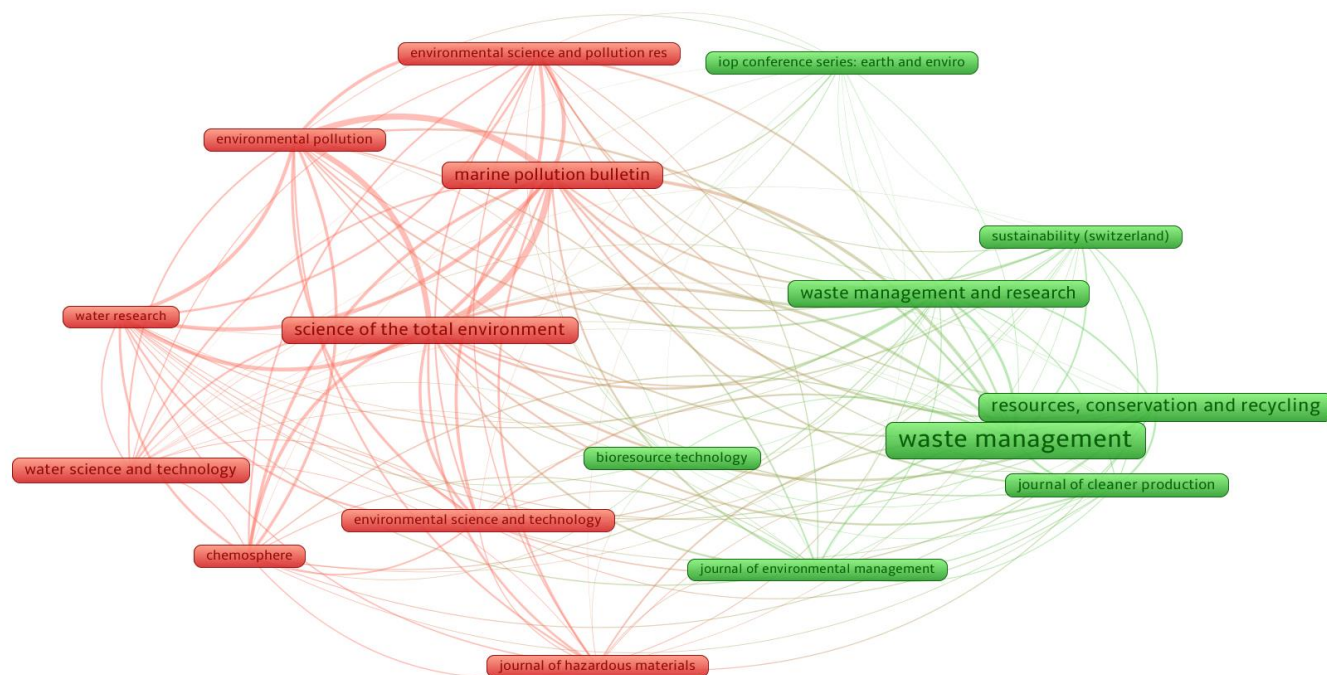 environmental science and pollution res
iop conference series: earth and enviro
environmental pollution
marine pollution bulletin
sustainability (switzerland)
waste management and research
water research
science of the total environment
resources, conservation and recycling
waste management
bioresource technology
water science and technology
journal of cleaner production
environmental science and technology
chemosphere
journal of environmental management
journal of hazardous materials